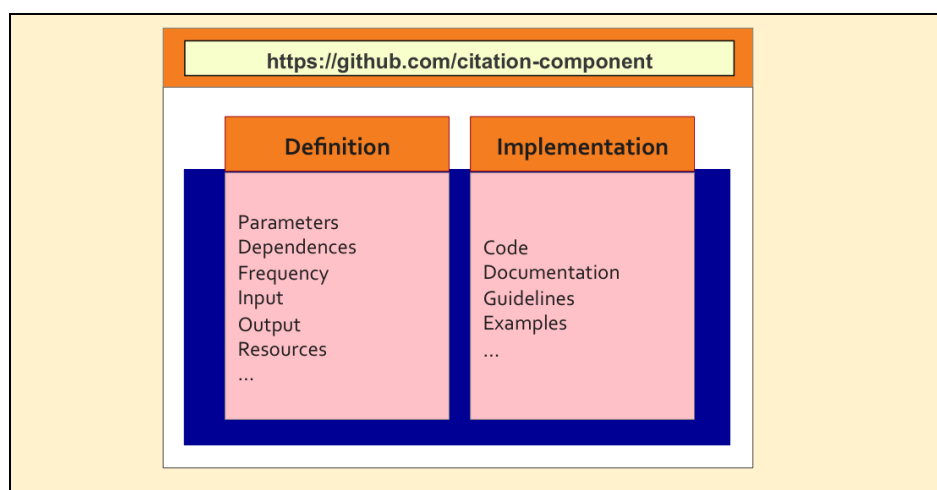 https://github.com/citation-component
Definition
Parameters
Dependences
Frequency
Input
Output
Resources
...
Implementation
Code
Documentation
Guidelines
Examples
...